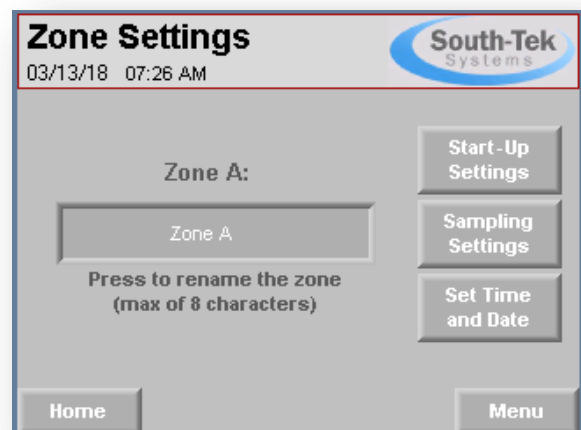 Zone Settings
03/13/18 07:26 AM
South-Tek
Systems
Zone A:
Zone A
Press to rename the zone
(max of 8 characters)
Start-Up
Settings
Sampling
Settings
Set Time
and Date
Home
Menu